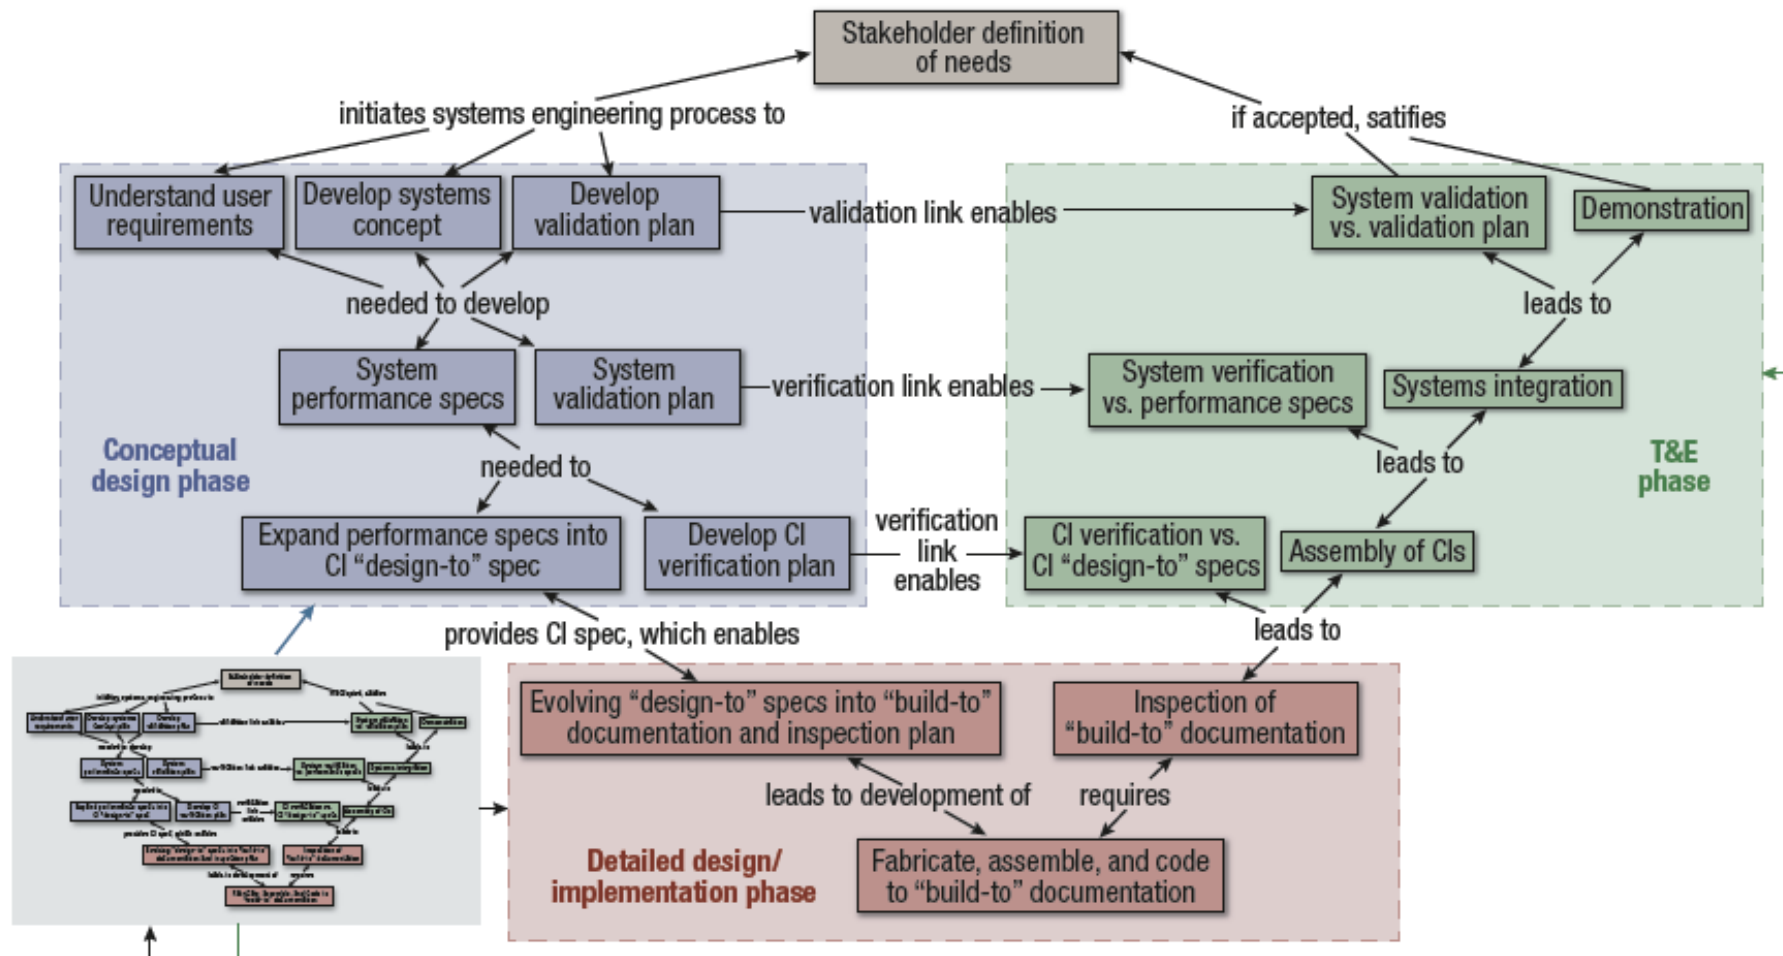 Stakeholder definition
of needs
initiates systems engineering process to
if accepted, satifies
Understand user
requirements
Develop systems
concept
Develop
validation plan
validation link enables
System validation
vs. validation plan
Demonstration
needed to develop
leads to
System
performance specs
System
validation plan
verification link enables
System verification
vs. performance specs
Systems integration
Conceptual
design phase
needed to
leads to
T&E
phase
Expand performance specs into
CI “design-to” spec
Develop CI
verification plan
verification
link
enables
CI verification vs.
CI “design-to” specs
Assembly of CIs
provides CI spec, which enables
leads to
Evolving “design-to” specs into “build-to”
documentation and inspection plan
Inspection of
“build-to” documentation
leads to development of
requires
Detailed design/
implementation phase
Fabricate, assemble, and code
to “build-to” documentation